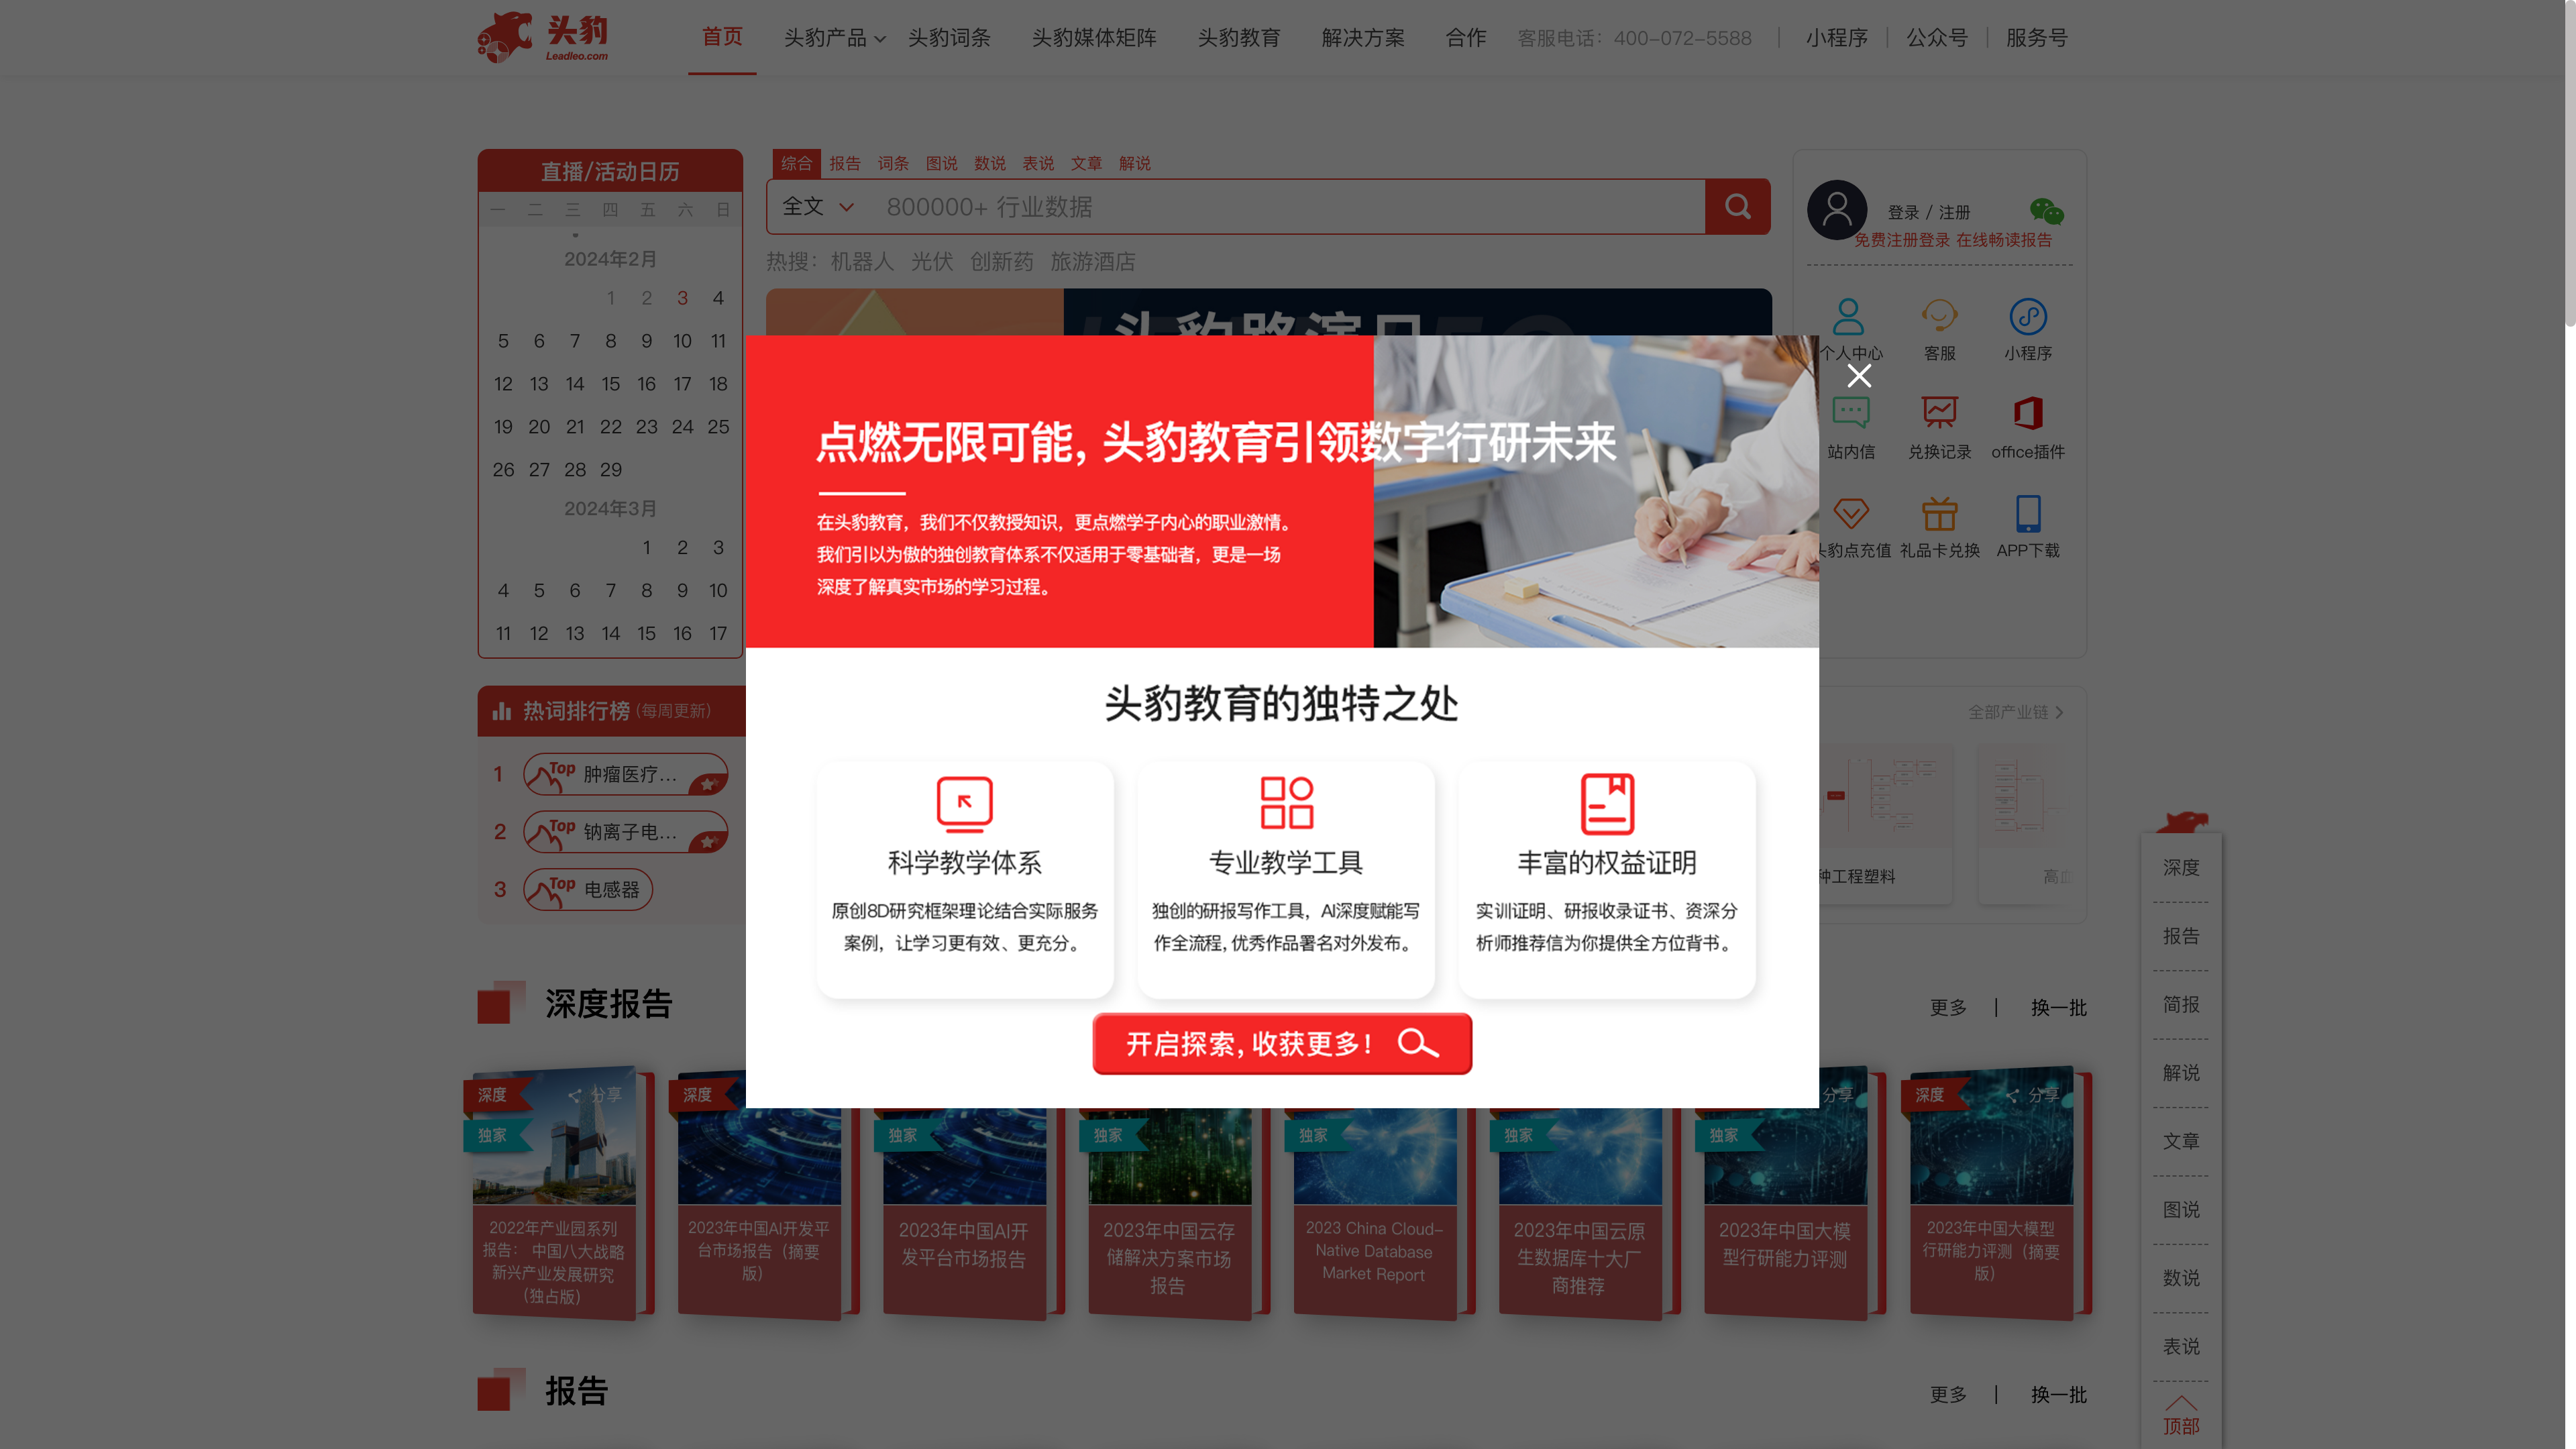 头豹
Leadleo.com
首页
头豹产品
头豹词条
头豹媒体矩阵
头豹教育
解决方案
合作
客服电话：400-072-5588
小程序
公众号
服务号
直播/活动日历
一 二 三 四 五 六 日
2024年2月
1 2 3 4
5 6 7 8 9 10 11
12 13 14 15 16 17 18
19 20 21 22 23 24 25
26 27 28 29
2024年3月
1 2 3
4 5 6 7 8 9 10
11 12 13 14 15 16 17
综合 报告 词条 图说 数说 表说 文章 解说
全文 800000+ 行业数据
热搜： 机器人 光伏 创新药 旅游酒店
登录 / 注册
免费注册登录 在线畅读报告
个人中心 客服 小程序
站内信 兑换记录 office插件
头豹点充值 礼品卡兑换 APP下载
点燃无限可能，头豹教育引领数字行研未来
在头豹教育，我们不仅教授知识，更点燃学子内心的职业激情。
我们引以为傲的独创教育体系不仅适用于零基础者，更是一场
深度了解真实市场的学习过程。
头豹教育的独特之处
科学教学体系
原创8D研究框架理论结合实际服务
案例，让学习更有效、更充分。
专业教学工具
独创的研报写作工具，AI深度赋能写
作全流程，优秀作品署名对外发布。
丰富的权益证明
实训证明、研报收录证书、资深分
析师推荐信为你提供全方位背书。
开启探索，收获更多！
热词排行榜 (每周更新)
1 Top 肿瘤医疗...
2 Top 钠离子电...
3 Top 电感器
全部产业链
种工程塑料
高血
深度报告
更多 | 换一批
深度 分享
独家
2022年产业园系列
报告： 中国八大战略
新兴产业发展研究
（独占版）
深度
2023年中国AI开发平
台市场报告（摘要
版）
独家
2023年中国AI开
发平台市场报告
独家
2023年中国云存
储解决方案市场
报告
独家
2023 China Cloud-
Native Database
Market Report
独家
2023年中国云原
生数据库十大厂
商推荐
分享
独家
2023年中国大模
型行研能力评测
深度 分享
2023年中国大模型
行研能力评测（摘要
版）
报告
更多 | 换一批
深度
报告
简报
解说
文章
图说
数说
表说
顶部